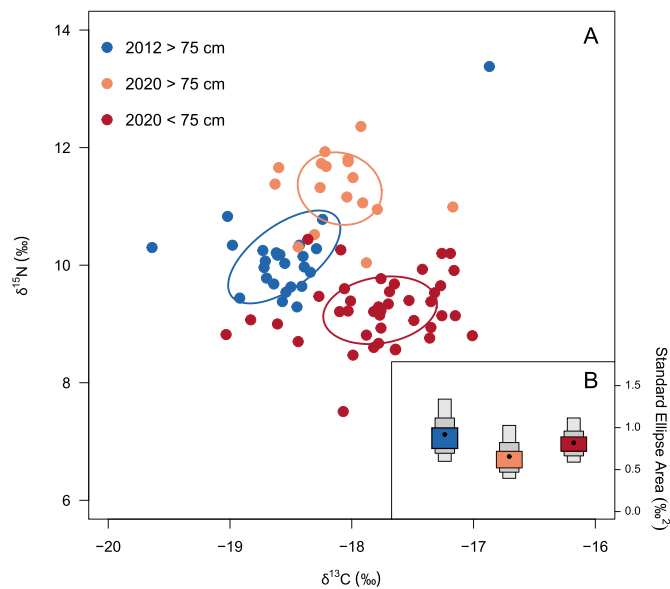 A
2012 > 75 cm
2020 > 75 cm
2020 < 75 cm
14
12
10
8
6
δ¹⁵N (‰)
−20
−19
−18
−17
−16
δ¹³C (‰)
B
1.5
1.0
0.5
0.0
Standard Ellipse Area (‰²)